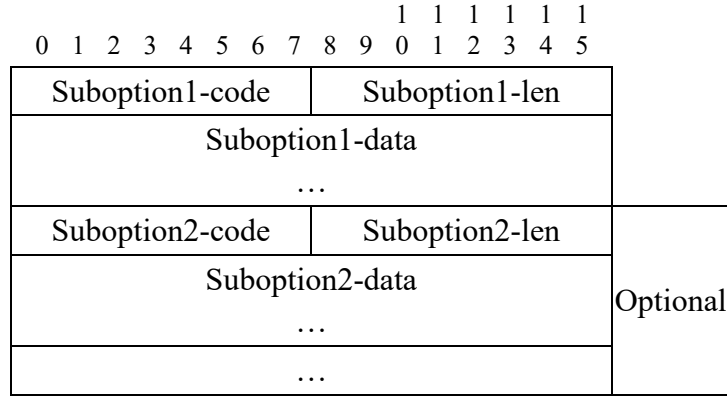 1 1 1 1 1 1
0 1 2 3 4 5 6 7 8 9 0 1 2 3 4 5
Suboption1-code Suboption1-len
Suboption1-data
…
Suboption2-code Suboption2-len
Suboption2-data
Optional
…
…